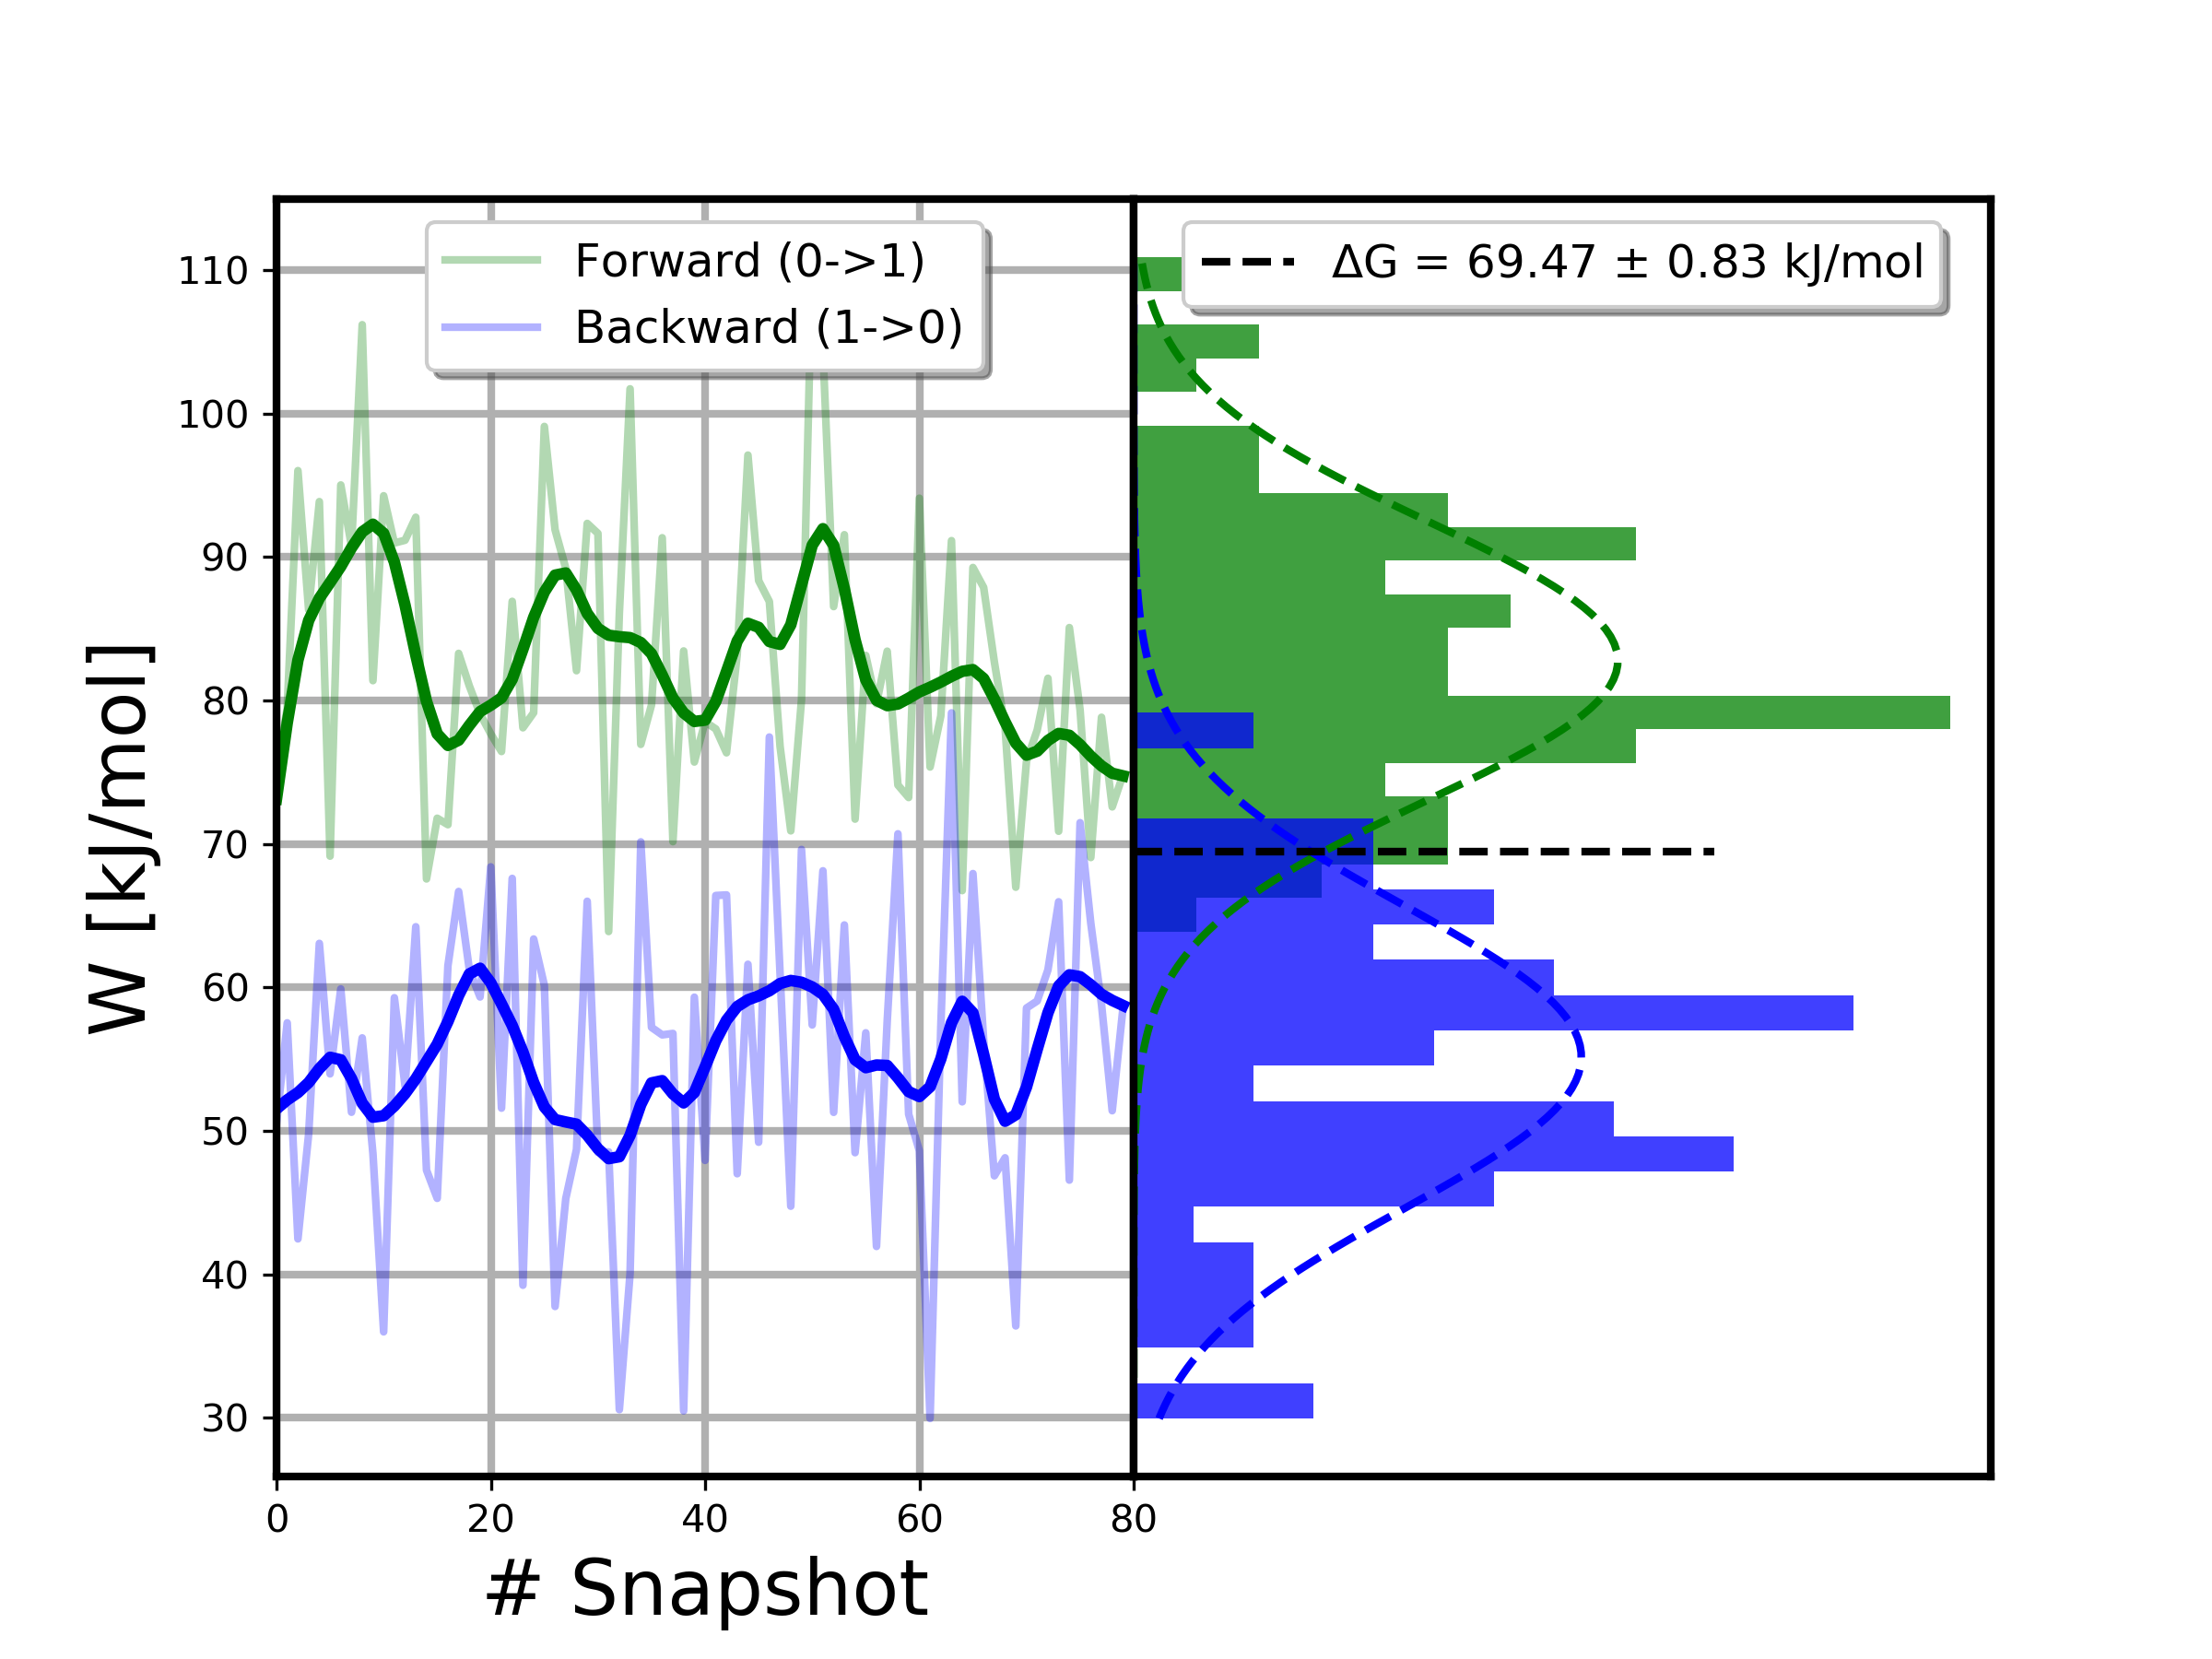 Forward (0->1)
Backward (1->0)
ΔG = 69.47 ± 0.83 kJ/mol
W [kJ/mol]
110
100
90
80
70
60
50
40
30
0 20 40 60 80
# Snapshot